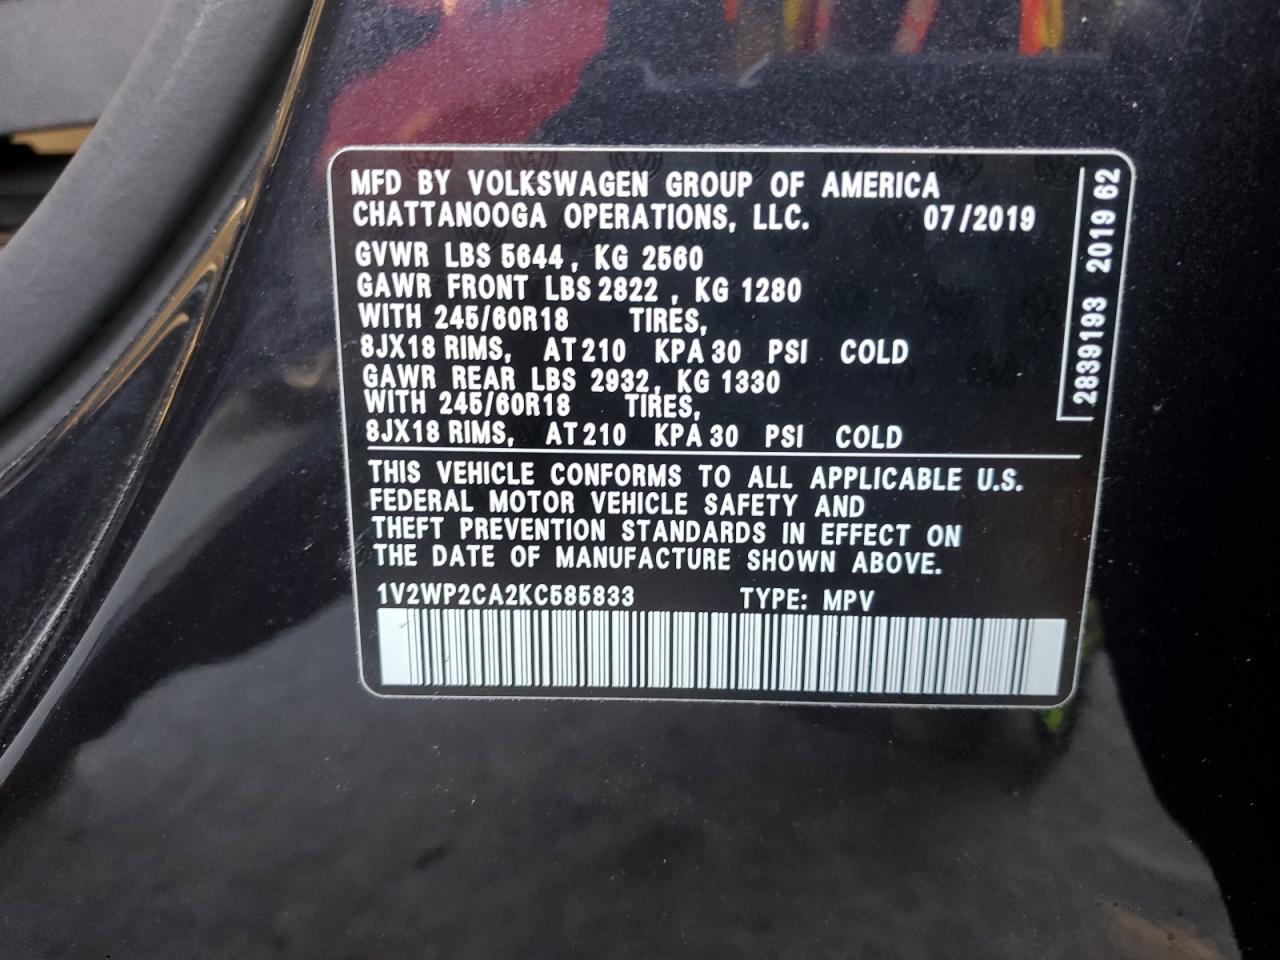 MFD BY VOLKSWAGEN GROUP OF AMERICA
CHATTANOOGA OPERATIONS, LLC. 07/2019
GVWR LBS 5644, KG 2560
GAWR FRONT LBS 2822, KG 1280
WITH 245/60R18 TIRES,
8JX18 RIMS, AT 210 KPA 30 PSI COLD
GAWR REAR LBS 2932, KG 1330
WITH 245/60R18 TIRES,
8JX18 RIMS, AT 210 KPA 30 PSI COLD
THIS VEHICLE CONFORMS TO ALL APPLICABLE U.S.
FEDERAL MOTOR VEHICLE SAFETY AND
THEFT PREVENTION STANDARDS IN EFFECT ON
THE DATE OF MANUFACTURE SHOWN ABOVE.
1V2WP2CA2KC585833 TYPE: MPV
2839193 2019 62